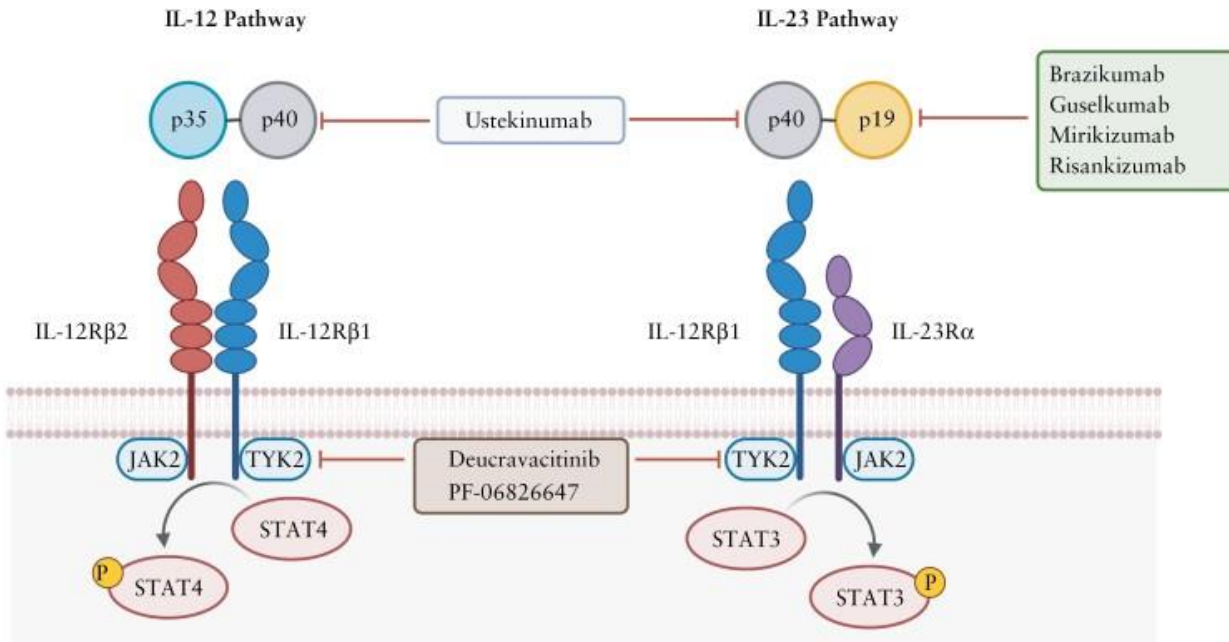 IL-12 Pathway
IL-23 Pathway
p35
p40
Ustekinumab
p40
p19
Brazikumab
Guselkumab
Mirikizumab
Risankizumab
IL-12Rβ2
IL-12Rβ1
IL-12Rβ1
IL-23Rα
JAK2
TYK2
Deucravacitinib
PF-06826647
TYK2
JAK2
STAT4
STAT3
P
STAT4
STAT3
P